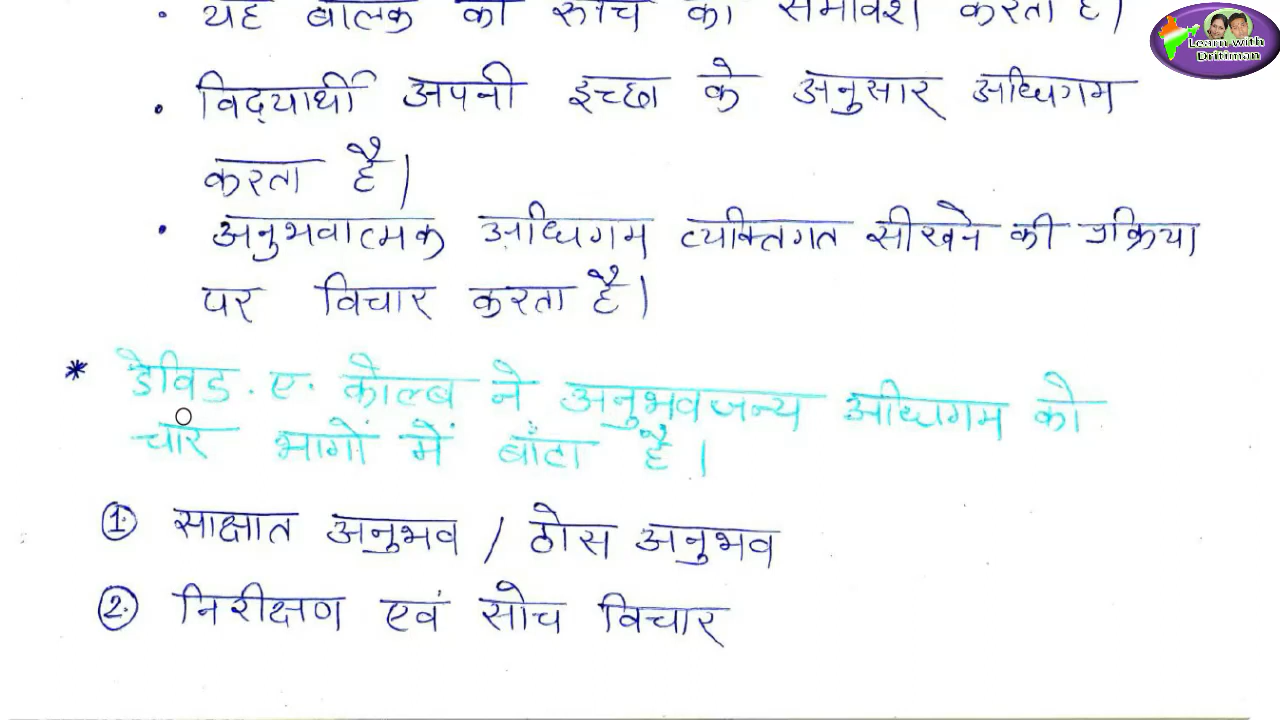 • यह बालक की रूचि का समावेश करता है।
Learn with
Dritiman
• विद्यार्थी अपनी इच्छा के अनुसार अधिगम
करता है।
• अनुभवात्मक अधिगम व्यक्तिगत सीखने की प्रक्रिया
पर विचार करता है।
* डेविड. ए. कोल्ब ने अनुभवजन्य अधिगम को
चार भागों में बाँटा है।
① साक्षात अनुभव / ठोस अनुभव
② निरीक्षण एवं सोच विचार